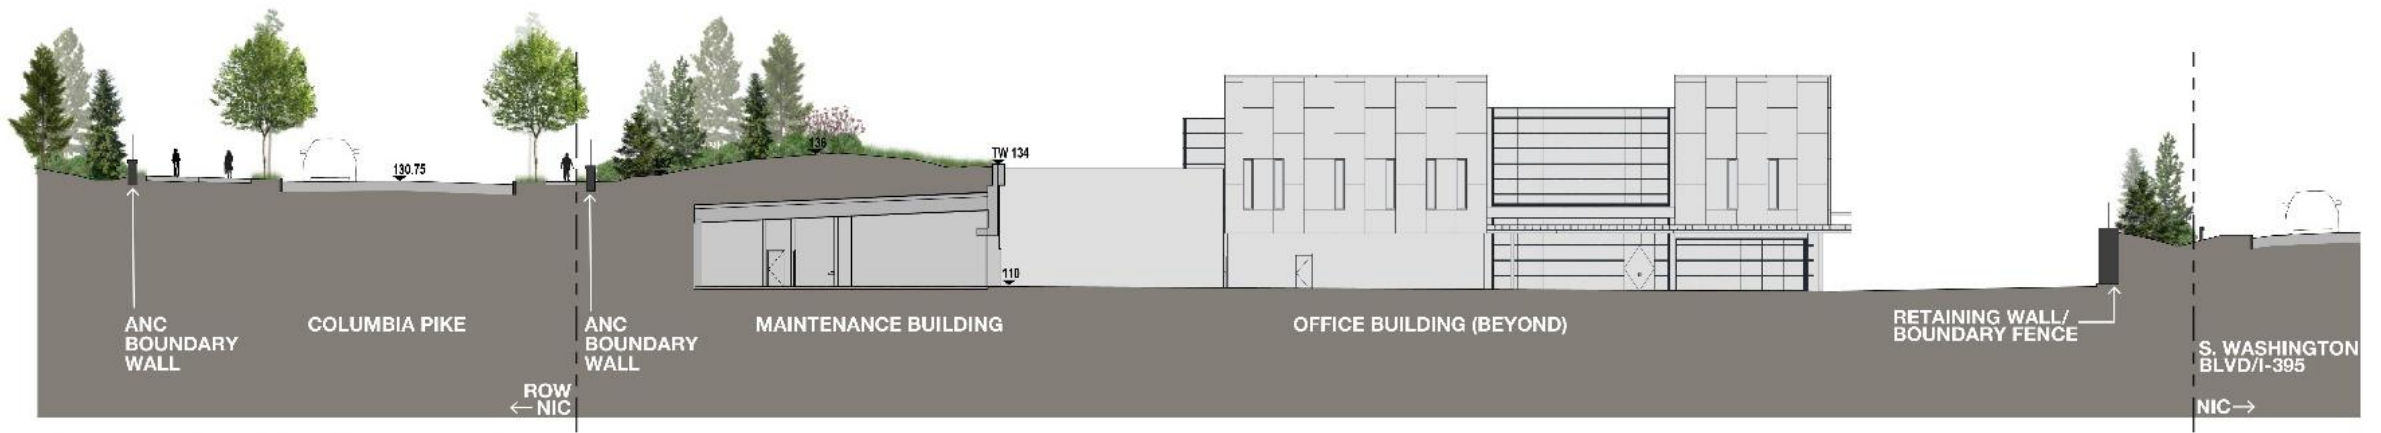 136
TW 134
130.75
110
ANC
BOUNDARY
WALL
COLUMBIA PIKE
ANC
BOUNDARY
WALL
MAINTENANCE BUILDING
OFFICE BUILDING (BEYOND)
RETAINING WALL/
BOUNDARY FENCE
S. WASHINGTON
BLVD/I-395
ROW
←NIC
NIC→